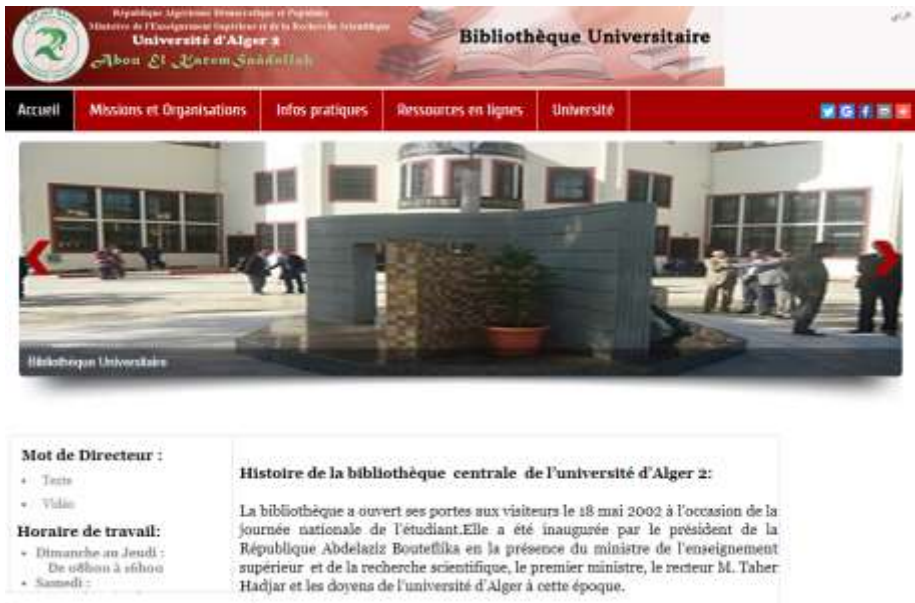 République Algérienne Démocratique et Populaire
Ministère de l'Enseignement Supérieur et de la Recherche Scientifique
Université d'Alger 2
Abou El Kacem Saâdallah
Bibliothèque Universitaire
عربي
Accueil
Missions et Organisations
Infos pratiques
Ressources en lignes
Université
Bibliothèque Universitaire
Mot de Directeur :
Texte
Vidéo
Horaire de travail:
Dimanche au Jeudi :
De 08h00 à 16h00
Samedi :
Histoire de la bibliothèque centrale de l'université d'Alger 2:
La bibliothèque a ouvert ses portes aux visiteurs le 18 mai 2002 à l'occasion de la
journée nationale de l'étudiant.Elle a été inaugurée par le président de la
République Abdelaziz Bouteflika en la présence du ministre de l'enseignement
supérieur et de la recherche scientifique, le premier ministre, le recteur M. Taher
Hadjar et les doyens de l'université d'Alger à cette époque.